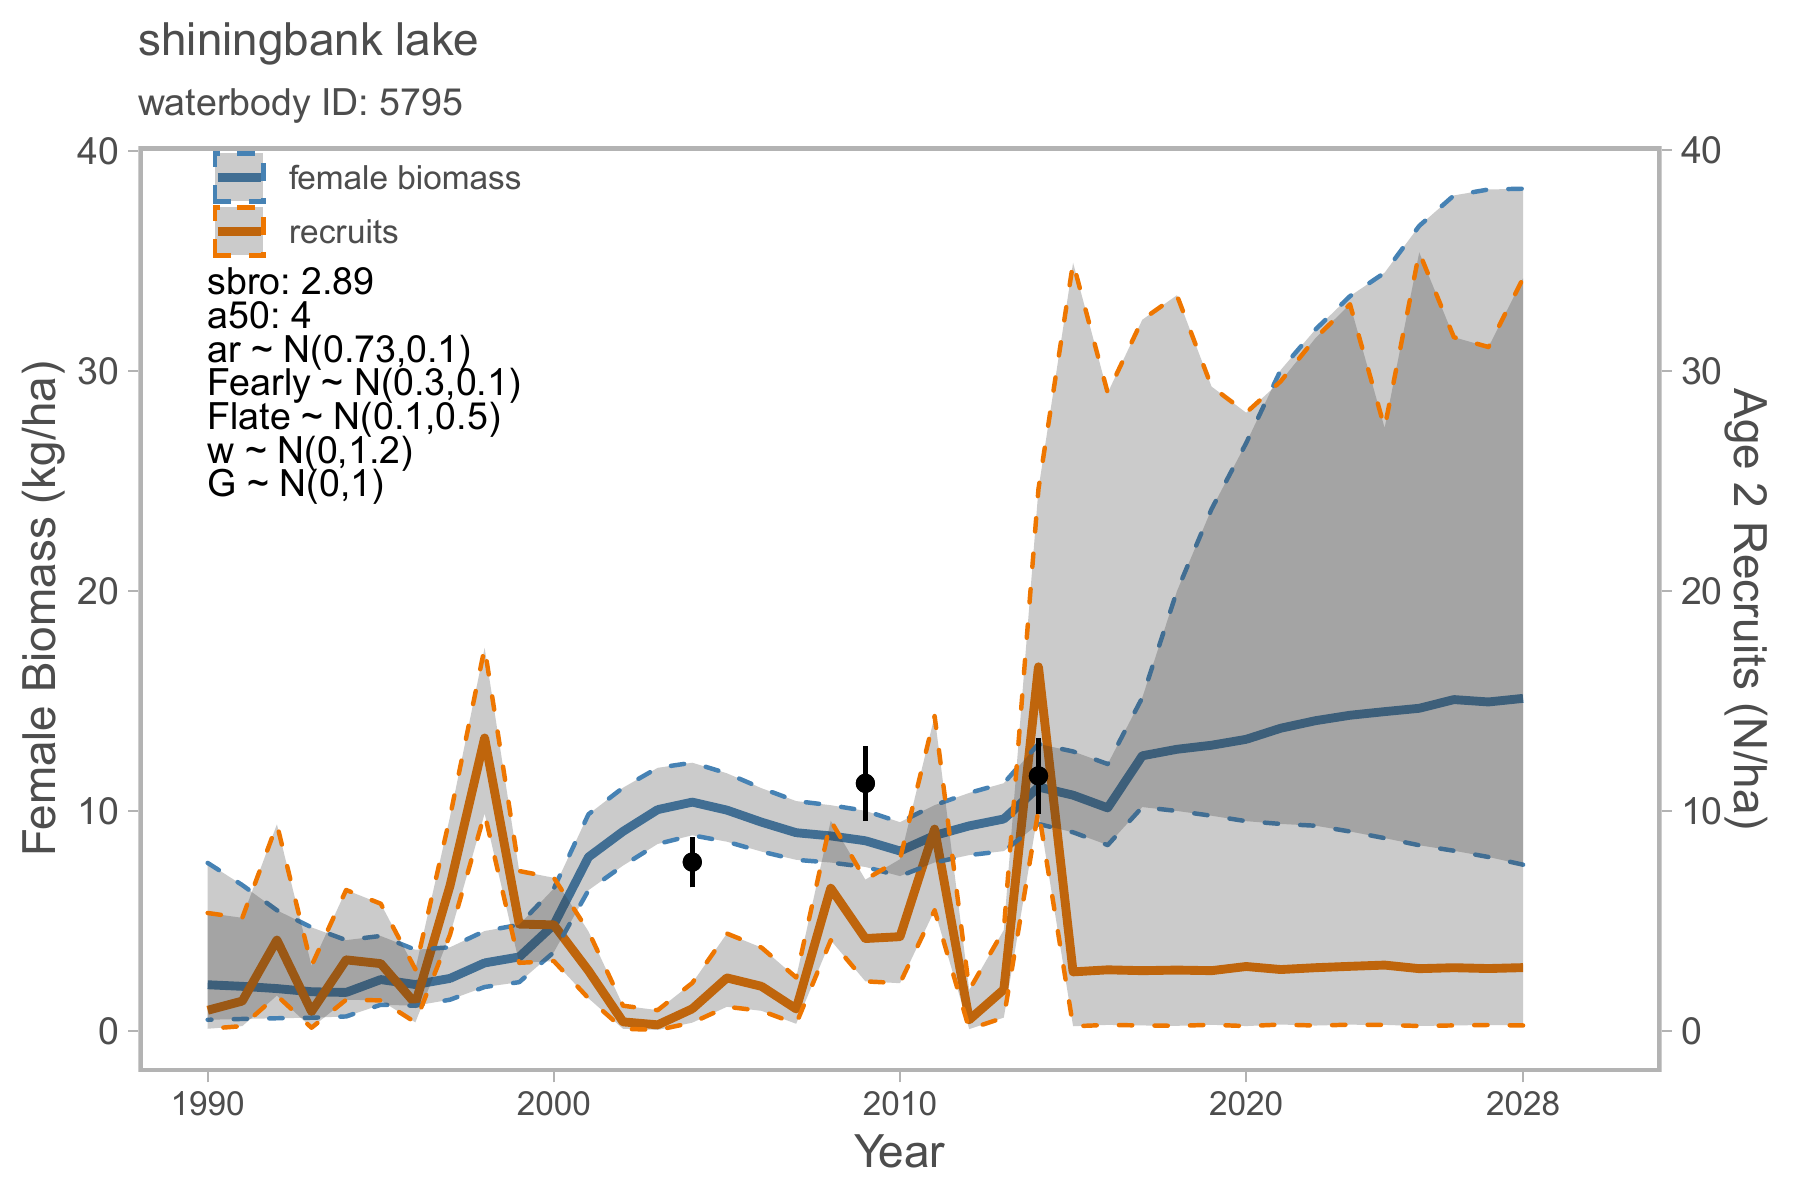 shiningbank lake
waterbody ID: 5795
female biomass
recruits
sbro: 2.89
a50: 4
ar ~ N(0.73,0.1)
Fearly ~ N(0.3,0.1)
Flate ~ N(0.1,0.5)
w ~ N(0,1.2)
G ~ N(0,1)
Female Biomass (kg/ha)
40
30
20
10
0
40
30
20
10
0
Age 2 Recruits (N/ha)
1990 2000 2010 2020 2028
Year